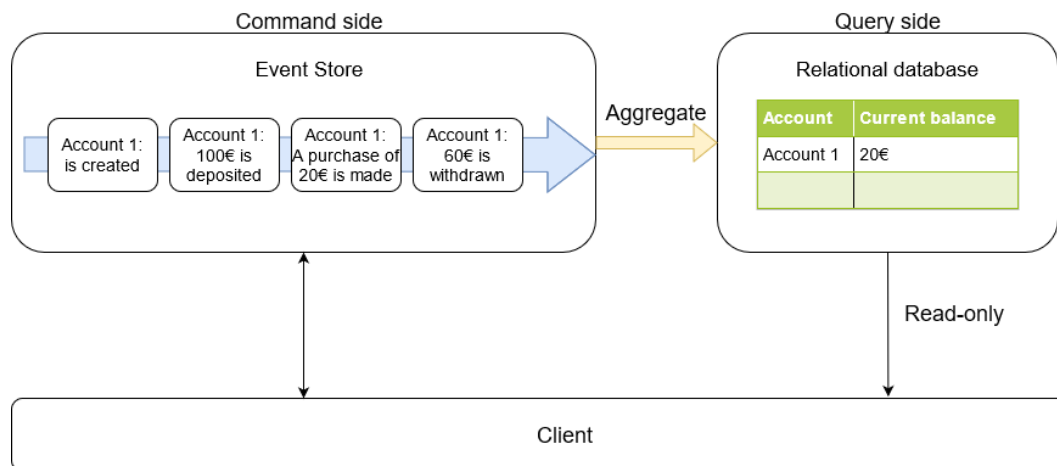 Command side
Query side
Event Store
Relational database
Account 1:
is created
Account 1:
100€ is
deposited
Account 1:
A purchase of
20€ is made
Account 1:
60€ is
withdrawn
Aggregate
Account Current balance
Account 1 20€
Read-only
Client